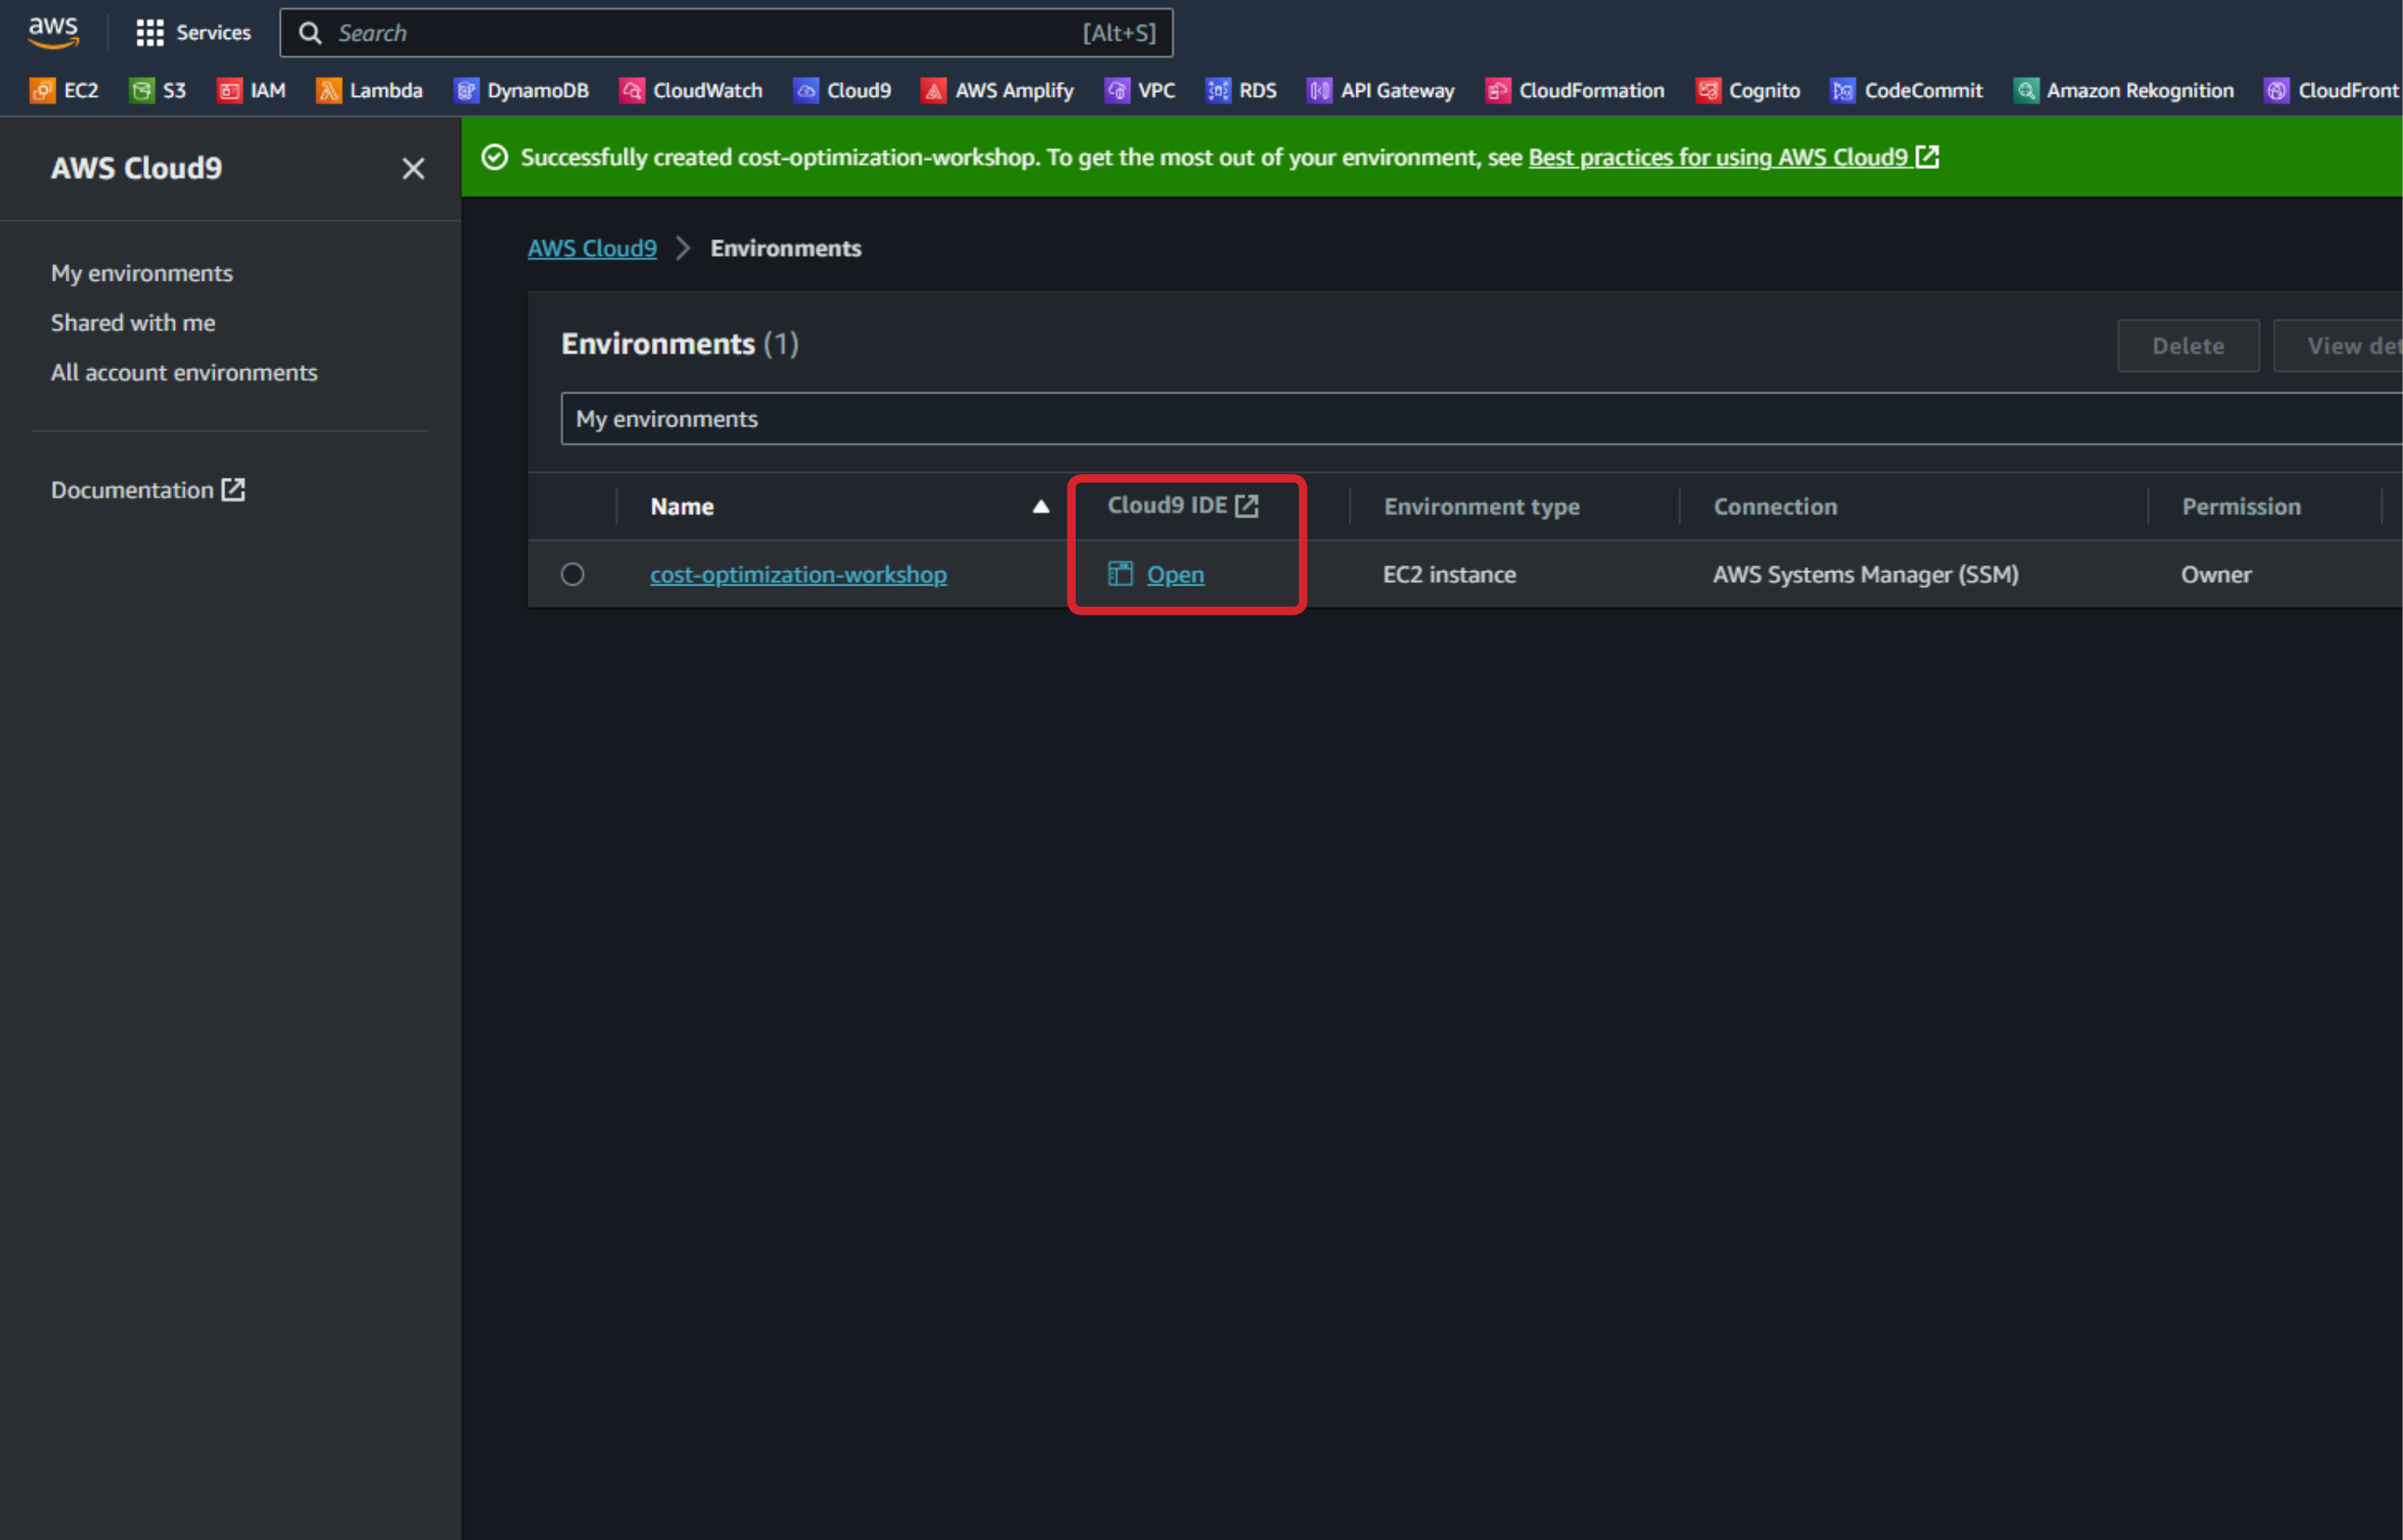 aws Services Search [Alt+S]
EC2 S3 IAM Lambda DynamoDB CloudWatch Cloud9 AWS Amplify VPC RDS API Gateway CloudFormation Cognito CodeCommit Amazon Rekognition CloudFront
AWS Cloud9
My environments
Shared with me
All account environments
Documentation
Successfully created cost-optimization-workshop. To get the most out of your environment, see Best practices for using AWS Cloud9
AWS Cloud9 Environments
Environments (1)
Delete View det
My environments
Name Cloud9 IDE Environment type Connection Permission
cost-optimization-workshop Open EC2 instance AWS Systems Manager (SSM) Owner